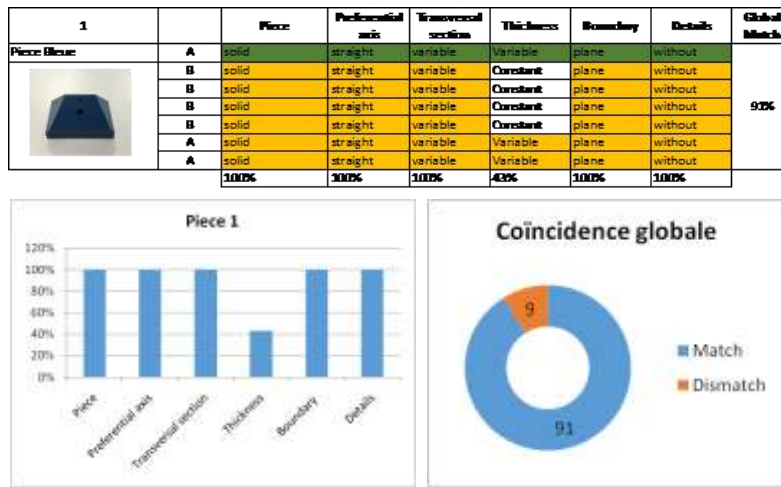 1 Piece Preferential axis Transversal section Thickness Boundary Details Global Match
Piece Bleue A solid straight variable Variable plane without
B solid straight variable Constant plane without
B solid straight variable Constant plane without
B solid straight variable Constant plane without 91%
B solid straight variable Constant plane without
A solid straight variable Variable plane without
A solid straight variable Variable plane without
100% 100% 100% 43% 100% 100%
Piece 1
120%
100%
80%
60%
40%
20%
0%
Piece
Preferential axis
Transversal section
Thickness
Boundary
Details
Coïncidence globale
9
91
Match
Dismatch